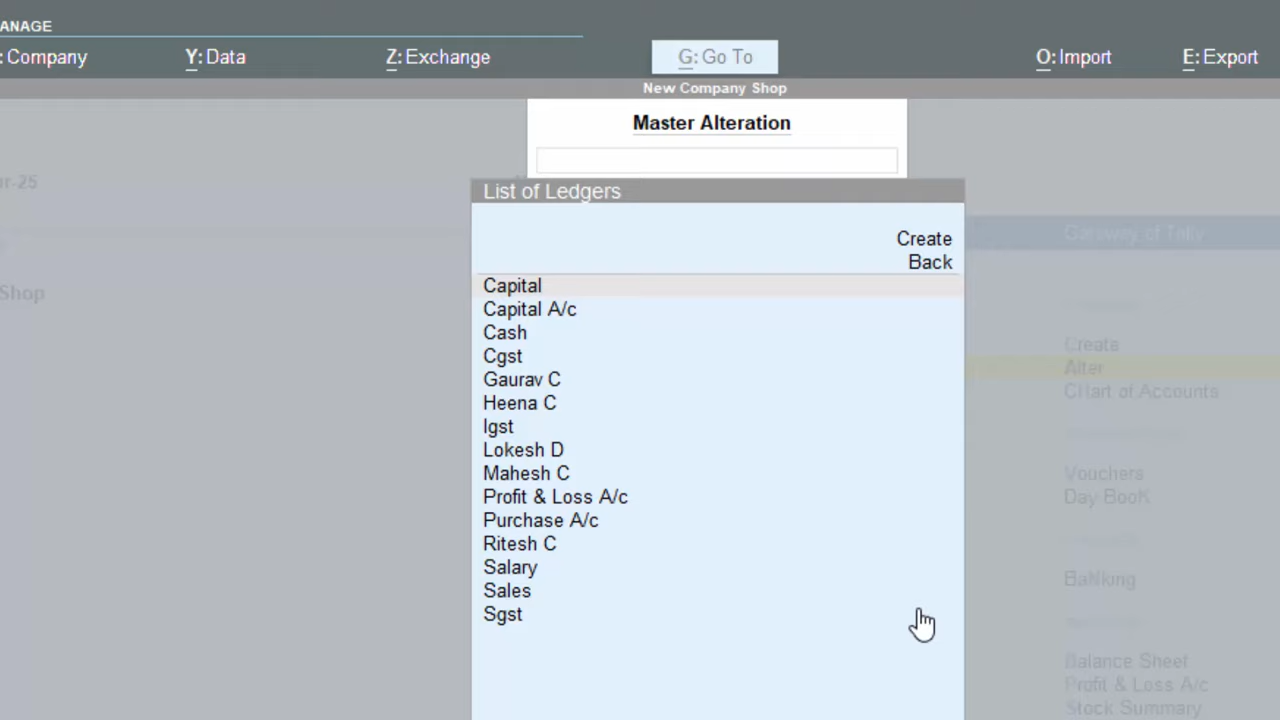 ANAGE
: Company
Y: Data
Z: Exchange
G: Go To
O: Import
E: Export
New Company Shop
Master Alteration
List of Ledgers
Create
Back
Capital
Capital A/c
Cash
Cgst
Gaurav C
Heena C
Igst
Lokesh D
Mahesh C
Profit & Loss A/c
Purchase A/c
Ritesh C
Salary
Sales
Sgst
r-25
Shop
Gateway of Tally
Create
Alter
CHart of Accounts
Vouchers
Day BooK
BaNking
Balance Sheet
Profit & Loss A/c
Stock Summary